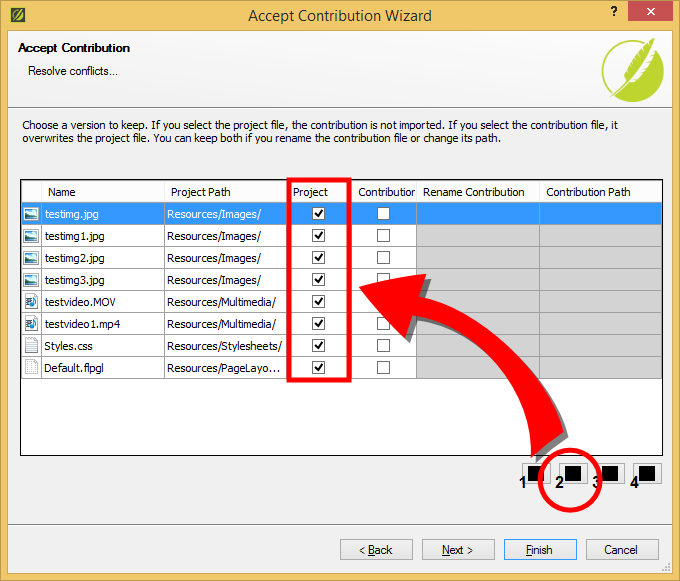 Accept Contribution Wizard
?
Accept Contribution
Resolve conflicts...
Choose a version to keep. If you select the project file, the contribution is not imported. If you select the contribution file, it
overwrites the project file. You can keep both if you rename the contribution file or change its path.
Name Project Path Project Contribution Rename Contribution Contribution Path
testimg.jpg Resources/Images/
testimg1.jpg Resources/Images/
testimg2.jpg Resources/Images/
testimg3.jpg Resources/Images/
testvideo.MOV Resources/Multimedia/
testvideo1.mp4 Resources/Multimedia/
Styles.css Resources/Stylesheets/
Default.flpgl Resources/PageLayo...
1 2 3 4
< Back Next > Finish Cancel